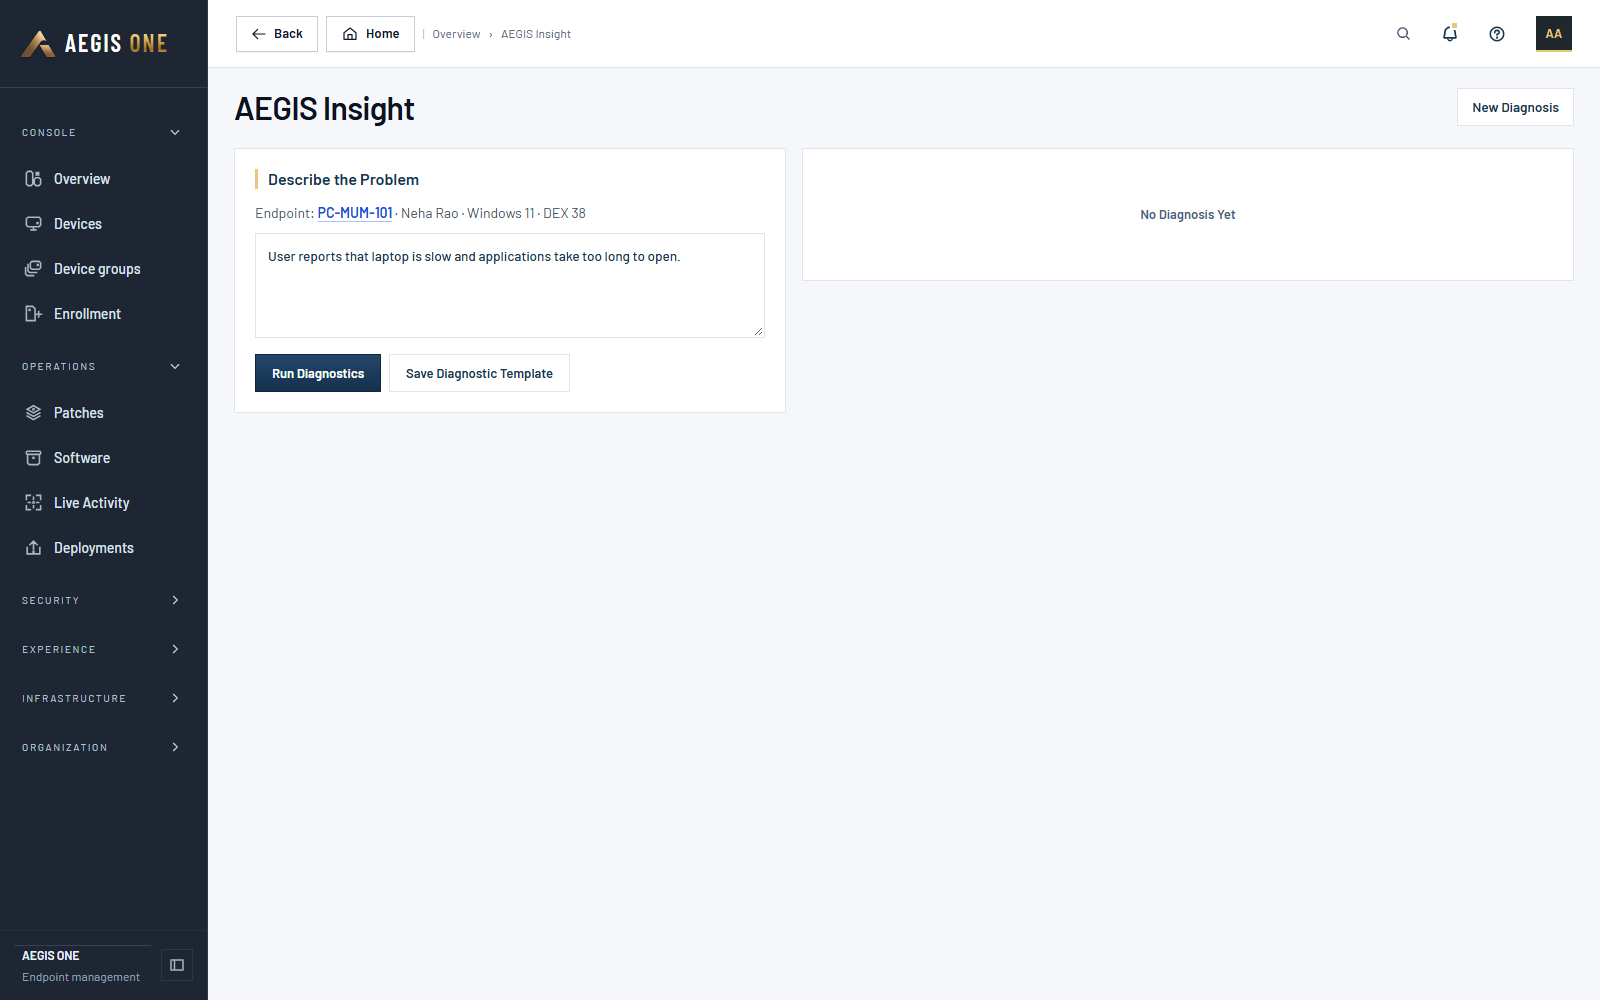 AEGIS ONE
Back
Home
Overview › AEGIS Insight
AA
CONSOLE
Overview
Devices
Device groups
Enrollment
OPERATIONS
Patches
Software
Live Activity
Deployments
SECURITY
EXPERIENCE
INFRASTRUCTURE
ORGANIZATION
AEGIS ONE
Endpoint management
AEGIS Insight
New Diagnosis
Describe the Problem
Endpoint: PC-MUM-101 · Neha Rao · Windows 11 · DEX 38
User reports that laptop is slow and applications take too long to open.
Run Diagnostics
Save Diagnostic Template
No Diagnosis Yet